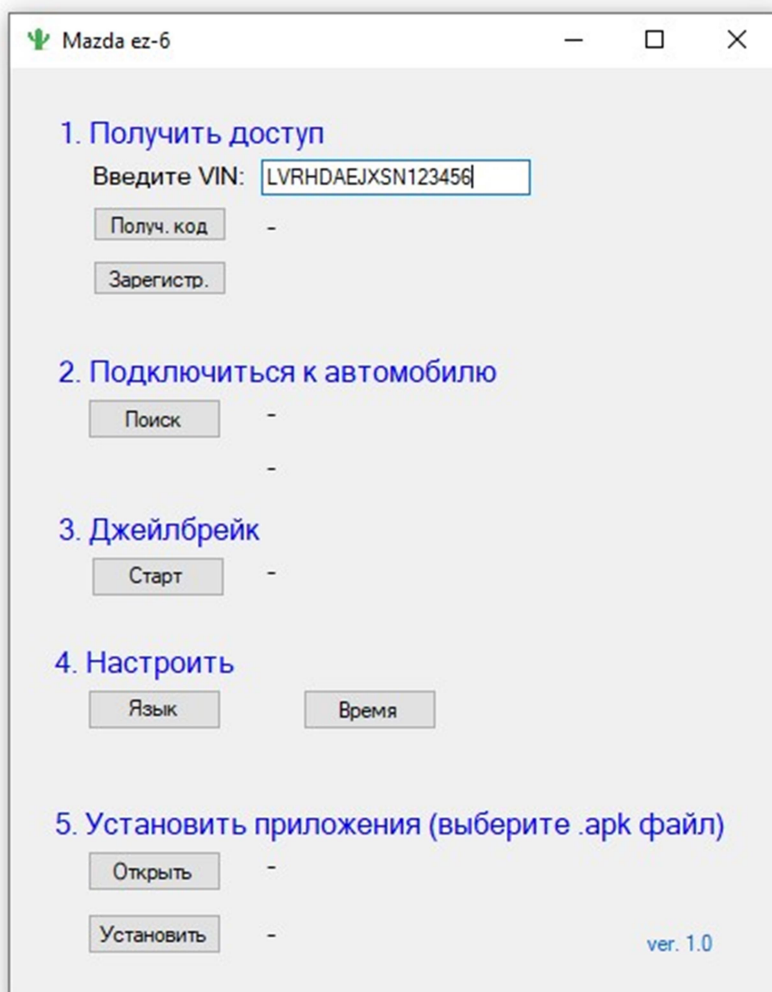 Mazda ez-6
1. Получить доступ
Введите VIN: LVRHDAEJXSN123456
Получ. код -
Зарегистр.
2. Подключиться к автомобилю
Поиск -
-
3. Джейлбрейк
Старт -
4. Настроить
Язык Время
5. Установить приложения (выберите .apk файл)
Открыть -
Установить -
ver. 1.0